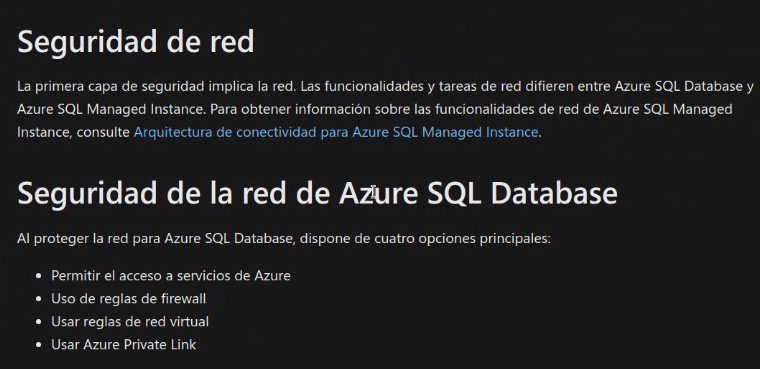 Seguridad de red
La primera capa de seguridad implica la red. Las funcionalidades y tareas de red difieren entre Azure SQL Database y
Azure SQL Managed Instance. Para obtener información sobre las funcionalidades de red de Azure SQL Managed
Instance, consulte Arquitectura de conectividad para Azure SQL Managed Instance.
Seguridad de la red de Azure SQL Database
Al proteger la red para Azure SQL Database, dispone de cuatro opciones principales:
• Permitir el acceso a servicios de Azure
• Uso de reglas de firewall
• Usar reglas de red virtual
• Usar Azure Private Link